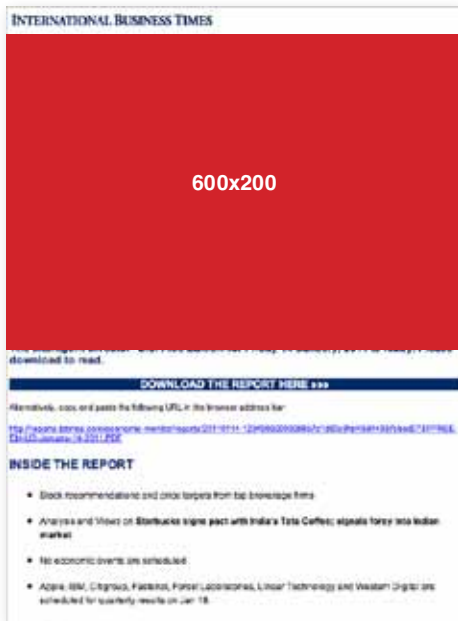 INTERNATIONAL BUSINESS TIMES
600x200
download to read.
DOWNLOAD THE REPORT HERE »»»
Alternatively, copy and paste the following URL in the browser address bar
INSIDE THE REPORT
Stock recommendations and price targets from top brokerage firms
Analysis and Views on Starbucks signs pact with India's Tata Coffee; signals foray into Indian
market
No economic events are scheduled
Apple, IBM, Citigroup, Fastenal, Forest Laboratories, Linear Technology and Western Digital are
scheduled for quarterly results on Jan 18.